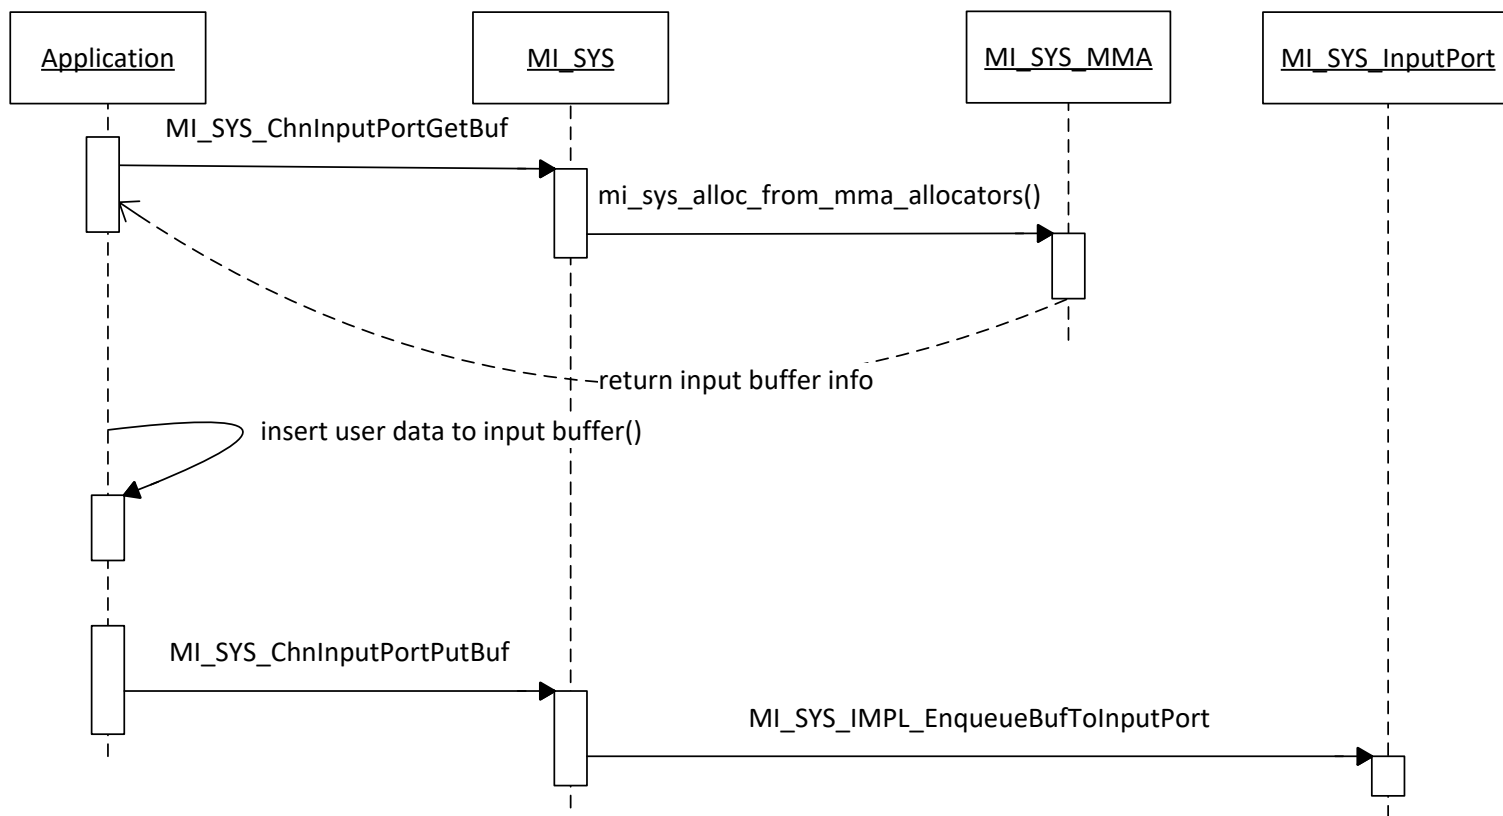 Application
MI_SYS
MI_SYS_MMA
MI_SYS_InputPort
MI_SYS_ChnInputPortGetBuf
mi_sys_alloc_from_mma_allocators()
return input buffer info
insert user data to input buffer()
MI_SYS_ChnInputPortPutBuf
MI_SYS_IMPL_EnqueueBufToInputPort